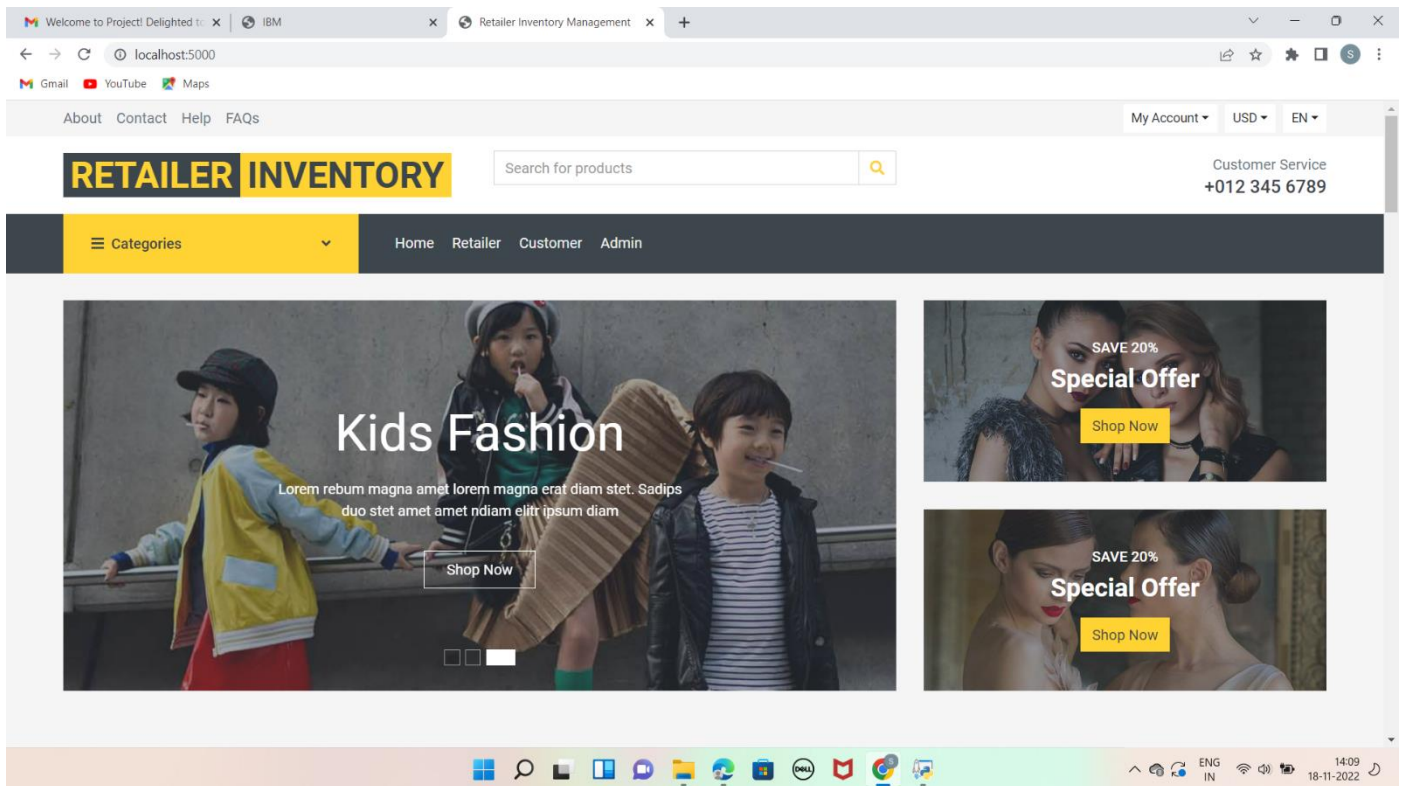 Welcome to Project! Delighted to
IBM
Retailer Inventory Management
localhost:5000
S
Gmail
YouTube
Maps
About Contact Help FAQs
My Account
USD
EN
RETAILER INVENTORY
Search for products
Customer Service
+012 345 6789
Categories
Home Retailer Customer Admin
Kids Fashion
Lorem rebum magna amet lorem magna erat diam stet. Sadips
duo stet amet amet ndiam elitr ipsum diam
Shop Now
SAVE 20%
Special Offer
Shop Now
SAVE 20%
Special Offer
Shop Now
DELL
ENG
IN
14:09
18-11-2022